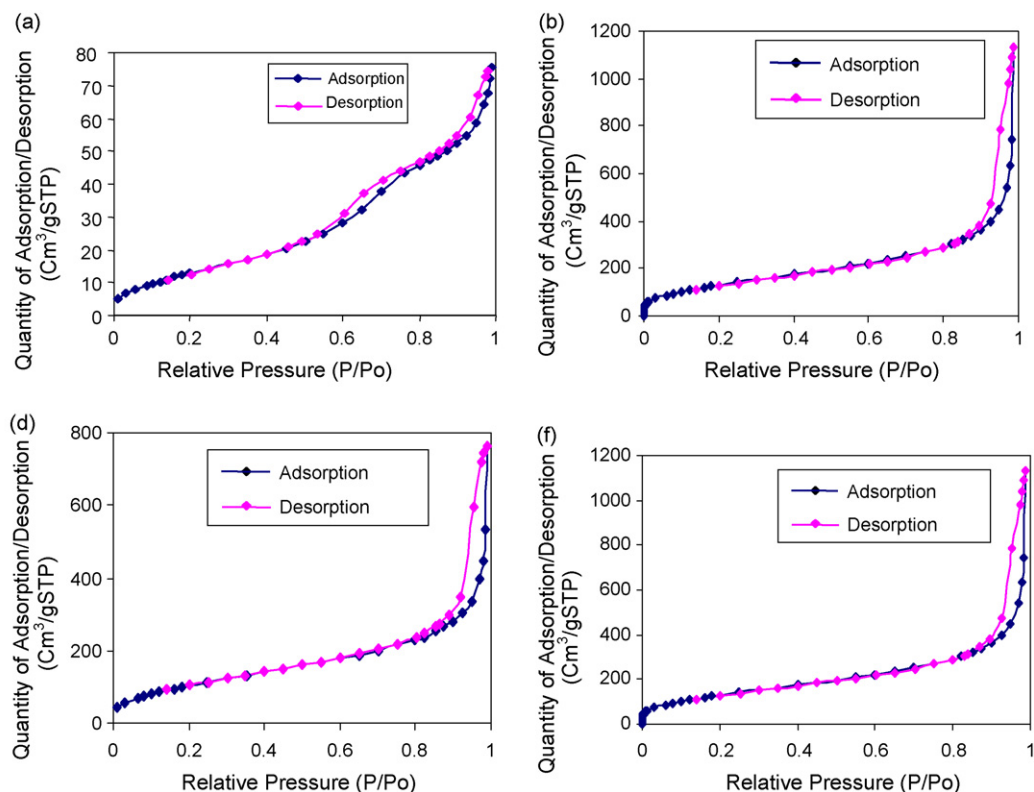 (a)
Quantity of Adsorption/Desorption
(Cm³/gSTP)
80
70
60
50
40
30
20
10
0
Adsorption
Desorption
0 0.2 0.4 0.6 0.8 1
Relative Pressure (P/Po)
(b)
Quantity of Adsorption/Desorption
(Cm³/gSTP)
1200
1000
800
600
400
200
0
Adsorption
Desorption
0 0.2 0.4 0.6 0.8 1
Relative Pressure (P/Po)
(d)
Quantity of Adsorption/Desorption
(Cm³/gSTP)
800
600
400
200
0
Adsorption
Desorption
0 0.2 0.4 0.6 0.8 1
Relative Pressure (P/Po)
(f)
Quantity of Adsorption/Desorption
(Cm³/gSTP)
1200
1000
800
600
400
200
0
Adsorption
Desorption
0 0.2 0.4 0.6 0.8 1
Relative Pressure (P/Po)